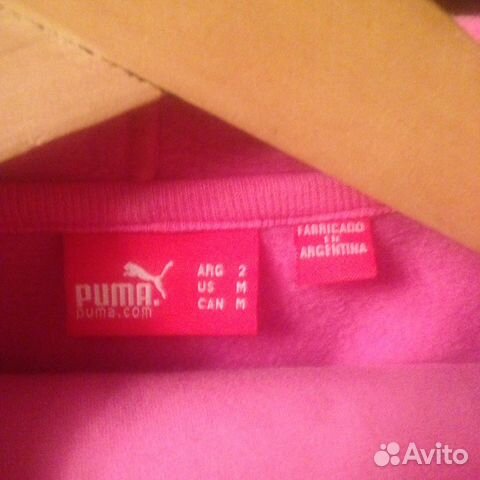 PUMA
puma.com
ARG 2
US M
CAN M
FABRICADO
EN
ARGENTINA
Avito